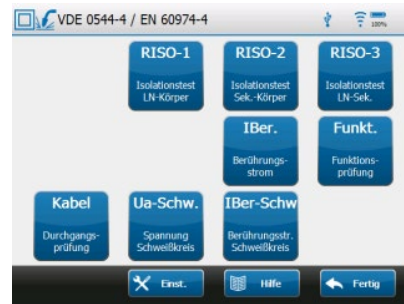 VDE 0544-4 / EN 60974-4
100%
RISO-1
Isolationstest
LN-Körper
RISO-2
Isolationstest
Sek.-Körper
RISO-3
Isolationstest
LN-Sek.
IBer.
Berührungs-
strom
Funkt.
Funktions-
prüfung
Kabel
Durchgangs-
prüfung
Ua-Schw.
Spannung
Schweißkreis
IBer-Schw
Berührungsstr.
Schweißkreis
Einst.
Hilfe
Fertig